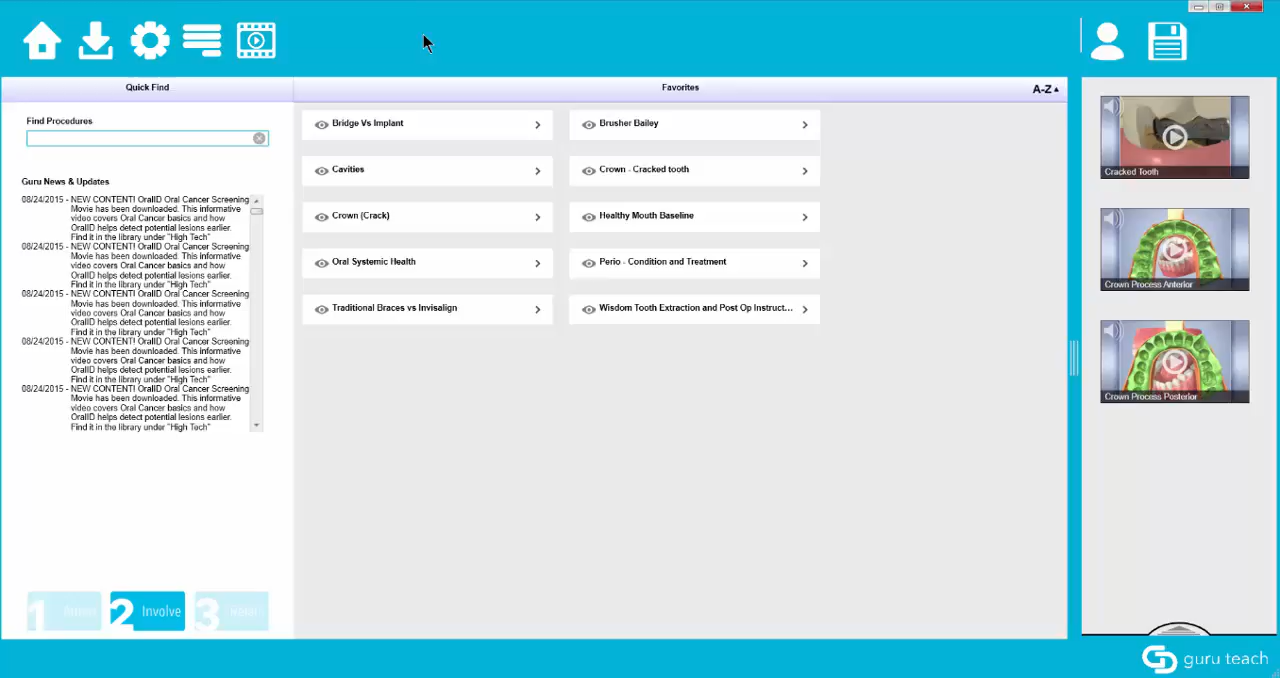 Quick Find
Favorites
A-Z
Find Procedures
Guru News & Updates
08/24/2015 - NEW CONTENT! OralID Oral Cancer Screening
Movie has been downloaded. This informative
video covers Oral Cancer basics and how
OralID helps detect potential lesions earlier.
Find it in the library under "High Tech"
08/24/2015 - NEW CONTENT! OralID Oral Cancer Screening
Movie has been downloaded. This informative
video covers Oral Cancer basics and how
OralID helps detect potential lesions earlier.
Find it in the library under "High Tech"
08/24/2015 - NEW CONTENT! OralID Oral Cancer Screening
Movie has been downloaded. This informative
video covers Oral Cancer basics and how
OralID helps detect potential lesions earlier.
Find it in the library under "High Tech"
08/24/2015 - NEW CONTENT! OralID Oral Cancer Screening
Movie has been downloaded. This informative
video covers Oral Cancer basics and how
OralID helps detect potential lesions earlier.
Find it in the library under "High Tech"
08/24/2015 - NEW CONTENT! OralID Oral Cancer Screening
Movie has been downloaded. This informative
video covers Oral Cancer basics and how
OralID helps detect potential lesions earlier.
Find it in the library under "High Tech"
1
2 Involve
3
Bridge Vs Implant
Brusher Bailey
Cavities
Crown - Cracked tooth
Crown (Crack)
Healthy Mouth Baseline
Oral Systemic Health
Perio - Condition and Treatment
Traditional Braces vs Invisalign
Wisdom Tooth Extraction and Post Op Instruct...
Cracked Tooth
Crown Process Anterior
Crown Process Posterior
guru teach